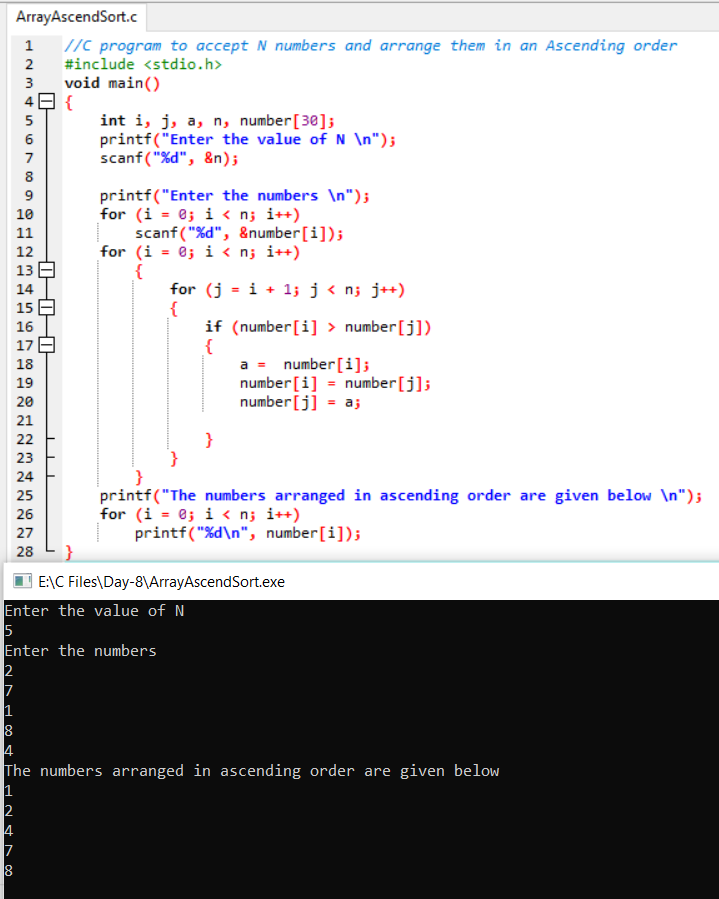 ArrayAscendSort.c
1 //C program to accept N numbers and arrange them in an Ascending order
2 #include <stdio.h>
3 void main()
4 {
5 int i, j, a, n, number[30];
6 printf("Enter the value of N \n");
7 scanf("%d", &n);
8
9 printf("Enter the numbers \n");
10 for (i = 0; i < n; i++)
11 scanf("%d", &number[i]);
12 for (i = 0; i < n; i++)
13 {
14 for (j = i + 1; j < n; j++)
15 {
16 if (number[i] > number[j])
17 {
18 a =  number[i];
19 number[i] = number[j];
20 number[j] = a;
21
22 }
23 }
24 }
25 printf("The numbers arranged in ascending order are given below \n");
26 for (i = 0; i < n; i++)
27 printf("%d\n", number[i]);
28 }
E:\C Files\Day-8\ArrayAscendSort.exe
Enter the value of N
5
Enter the numbers
2
7
1
8
4
The numbers arranged in ascending order are given below
1
2
4
7
8